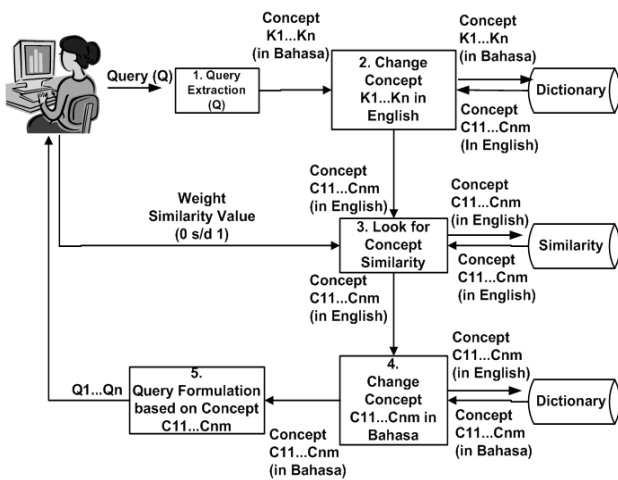 Concept
K1...Kn
(in Bahasa)
Query (Q)
1. Query
Extraction
(Q)
2. Change
Concept
K1...Kn in
English
Concept
K1...Kn
(in Bahasa)
Concept
C11...Cnm
(In English)
Dictionary
Concept
C11...Cnm
(in English)
Weight
Similarity Value
(0 s/d 1)
3. Look for
Concept
Similarity
Concept
C11...Cnm
(in English)
Concept
C11...Cnm
(in English)
Similarity
Concept
C11...Cnm
(in English)
4.
Change
Concept
C11...Cnm in
Bahasa
Concept
C11...Cnm
(in English)
Concept
C11...Cnm
(in Bahasa)
Dictionary
Concept
C11...Cnm
(in Bahasa)
5.
Query Formulation
based on Concept
C11...Cnm
Q1...Qn